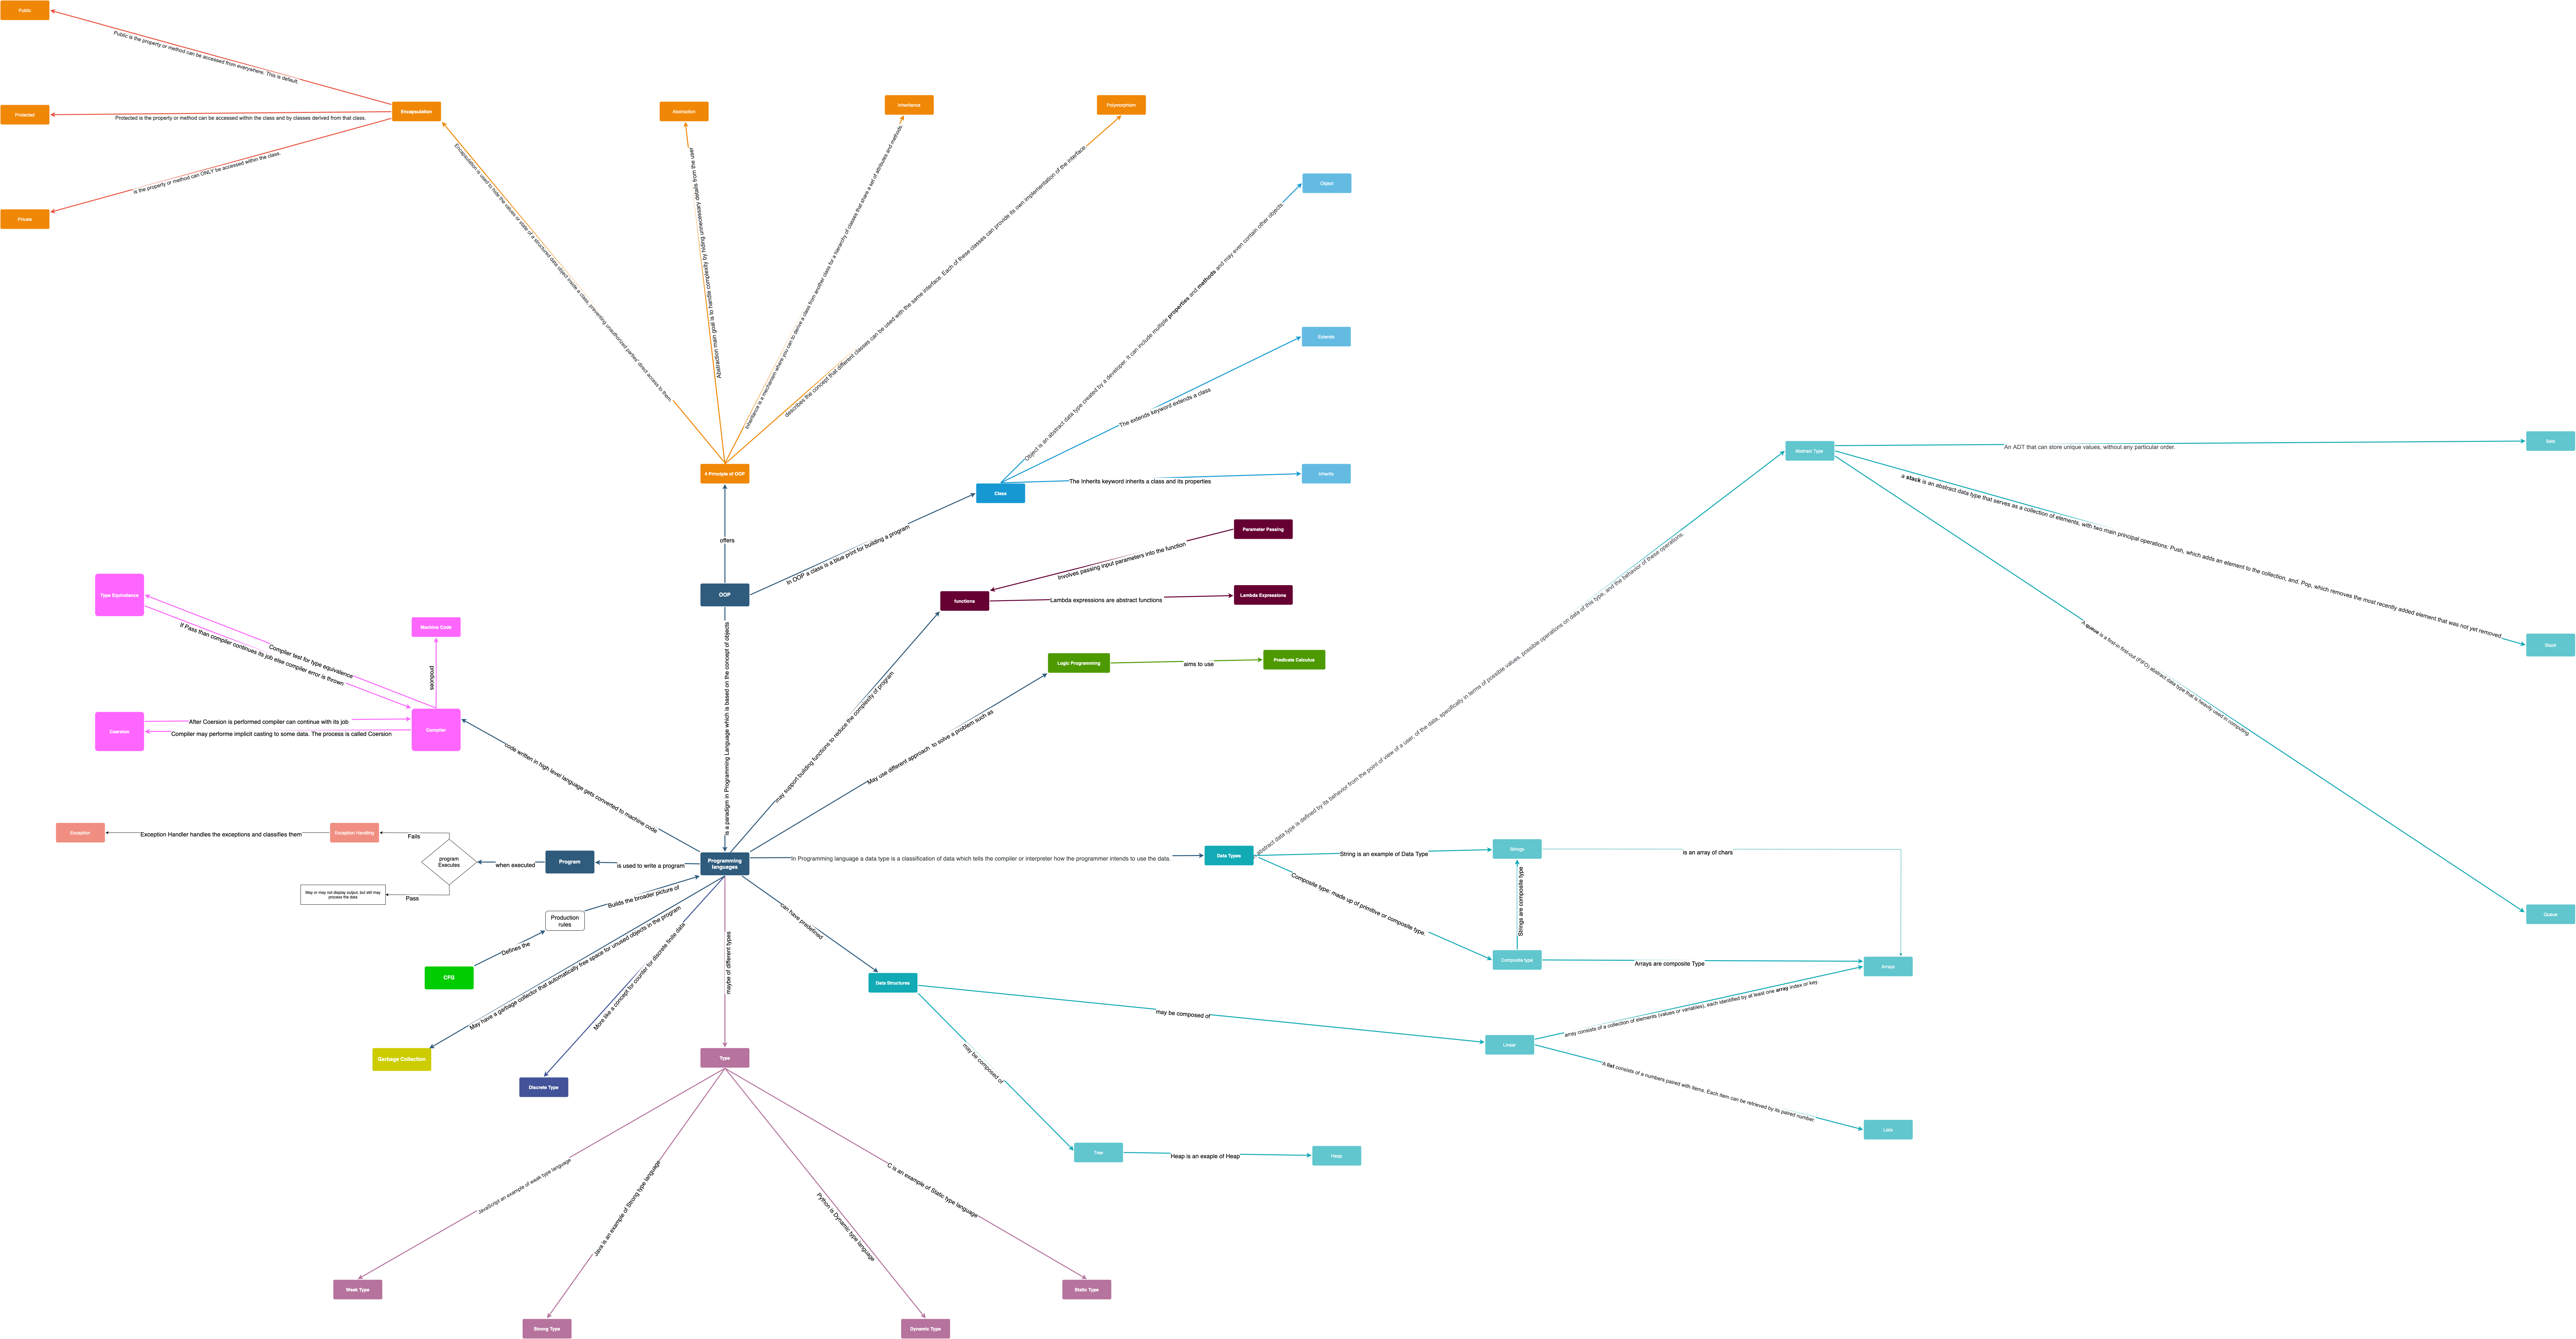 Public
Public is the property or method can be accessed from everywhere. This is default.
Encapsulation
Abstraction
Inheritance
Polymorphism
Protected
Protected is the property or method can be accessed within the class and by classes derived from that class.
is the property or method can ONLY be accessed within the class.
Private
Encapsulation is used to hide the values or state of a structured data object inside a class, preventing unauthorized parties' direct access to them.
Abstraction main goal is to handle complexity by hiding unnecessary details from the user
Inheritance is a mechanism where you can to derive a class from another class for a hierarchy of classes that share a set of attributes and methods.
describes the concept that different classes can be used with the same interface. Each of these classes can provide its own implementation of the interface.
Object
Object is an abstract data type created by a developer. It can include multiple properties and methods and may even contain other objects.
Extends
The extends keyword extends a class
4 Principle of OOP
Inherits
The Inherits keyword inherits a class and its properties
Class
offers
In OOP a class is a blue print for building a program
OOP
Parameter Passing
Involves passing input parameters into the function
functions
Lambda expressions are abstract functions
Lambda Expressions
Abstract Type
An ADT that can store unique values, without any particular order.
Sets
a stack is an abstract data type that serves as a collection of elements, with two main principal operations: Push, which adds an element to the collection, and. Pop, which removes the most recently added element that was not yet removed
Stack
A queue is a first-in first-out (FIFO) abstract data type that is heavily used in computing.
Queue
Type Equivalence
Compiler test for type equivalence
If Pass than compiler continues its job else compiler error is thrown
Machine Code
produces
Coersion
After Coersion is performed compiler can continue with its job
Compiler may performe implicit casting to some data. The process is called Coersion
Compiler
is a paradigm in Programming Language which is based on the concept of objects
may support building functions to reduce the complexity of program
Logic Programming
aims to use
Predicate Calculus
May use different approach to solve a problem such as
code written in high level language gets converted to machine code
abstract data type is defined by its behavior from the point of view of a user, of the data, specifically in terms of possible values, possible operations on data of this type, and the behavior of these operations.
Exception
Exception Handler handles the exceptions and classifies them
Exception Handling
Fails
program
Executes
when executed
Program
is used to write a program
Programming
languages
In Programming language a data type is a classification of data which tells the compiler or interpreter how the programmer intends to use the data.
Data Types
String is an example of Data Type
Strings
is an array of chars
May or may not display output, but still may
process the data
Pass
Production
rules
Builds the broader picture of
Defines the
CFG
May have a garbage collector that automatically free space for unused objects in the program
Garbage Collection
More like a concept for counter for discrete finite data
Discrete Type
maybe of different types
Type
can have predefined
Data Structures
Composite type: made up of primitive or composite type.
Strings are composite type
Composite type
Arrays are composite Type
Arrays
may be composed of
Linear
array consists of a collection of elements (values or variables), each identified by at least one array index or key
A list consists of a numbers paired with items. Each item can be retrieved by its paired number.
Lists
may be composed of
Tree
Heap is an exaple of Heap
Heap
JavaScript an example of weak type language
Weak Type
Java is an example of Strong type language
Strong Type
Python is Dynamic type language
Dynamic Type
C is an example of Static type language
Static Type